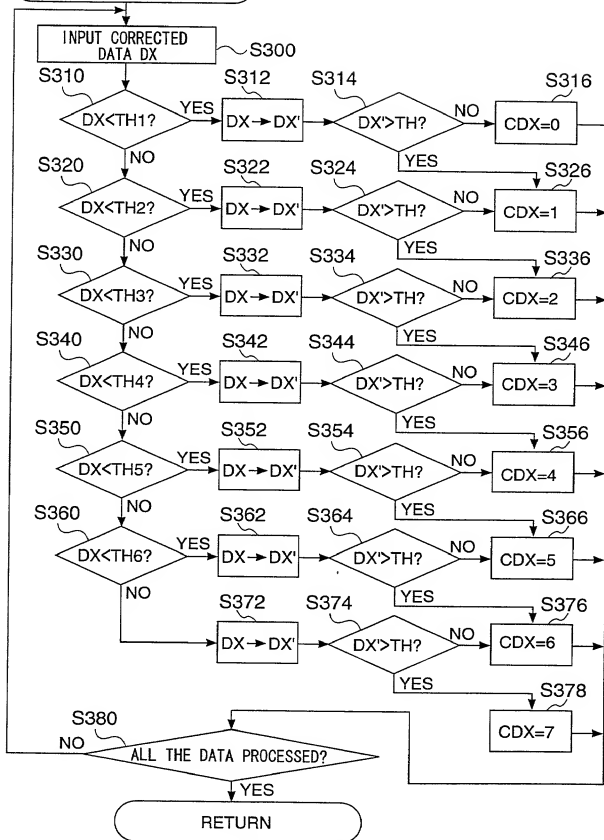 INPUT CORRECTED
DATA DX
S300
S310
DX<TH1?
YES
NO
S312
DX→DX'
S314
DX'>TH?
NO
YES
S316
CDX=0
S320
DX<TH2?
YES
NO
S322
DX→DX'
S324
DX'>TH?
NO
YES
S326
CDX=1
S330
DX<TH3?
YES
NO
S332
DX→DX'
S334
DX'>TH?
NO
YES
S336
CDX=2
S340
DX<TH4?
YES
NO
S342
DX→DX'
S344
DX'>TH?
NO
YES
S346
CDX=3
S350
DX<TH5?
YES
NO
S352
DX→DX'
S354
DX'>TH?
NO
YES
S356
CDX=4
S360
DX<TH6?
YES
NO
S362
DX→DX'
S364
DX'>TH?
NO
YES
S366
CDX=5
S372
DX→DX'
S374
DX'>TH?
NO
YES
S376
CDX=6
S378
CDX=7
S380
ALL THE DATA PROCESSED?
NO
YES
RETURN